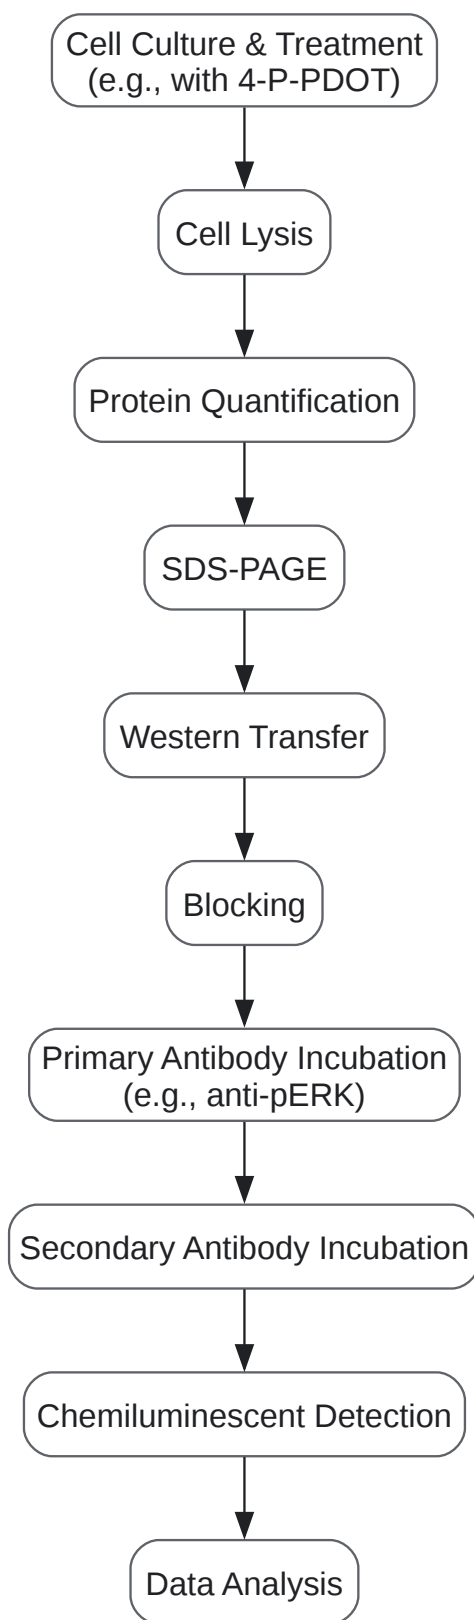 Cell Culture & Treatment
(e.g., with 4-P-PDOT)
Cell Lysis
Protein Quantification
SDS-PAGE
Western Transfer
Blocking
Primary Antibody Incubation
(e.g., anti-pERK)
Secondary Antibody Incubation
Chemiluminescent Detection
Data Analysis